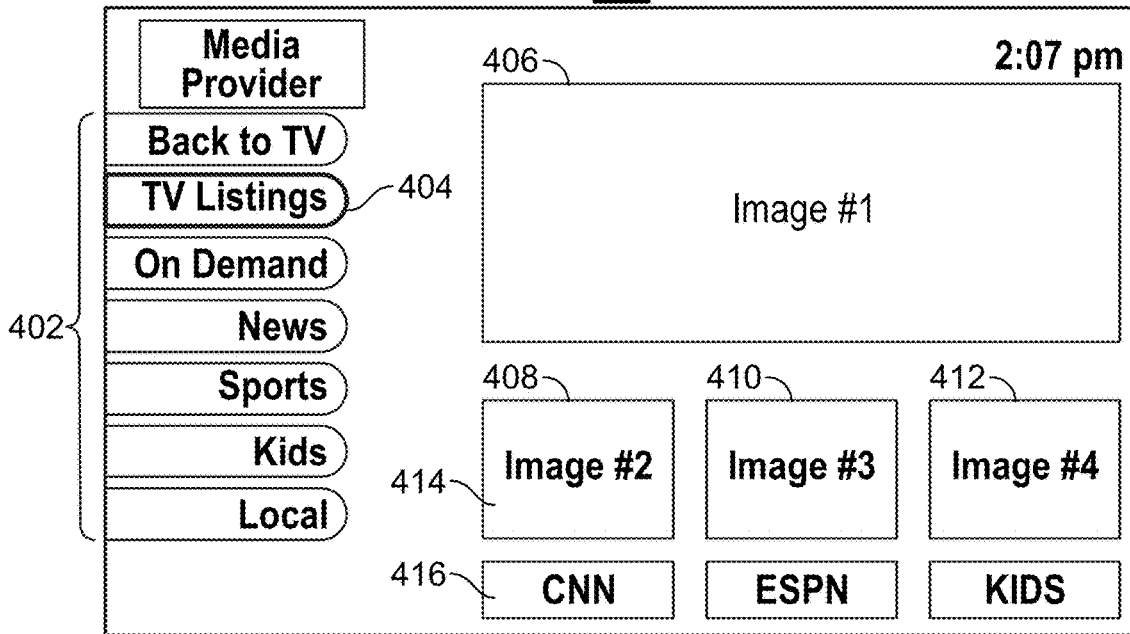 Media
Provider
2:07 pm
406
Back to TV
TV Listings
404
Image #1
On Demand
402
News
Sports
408
410
412
Kids
Image #2
Image #3
Image #4
414
Local
416
CNN
ESPN
KIDS